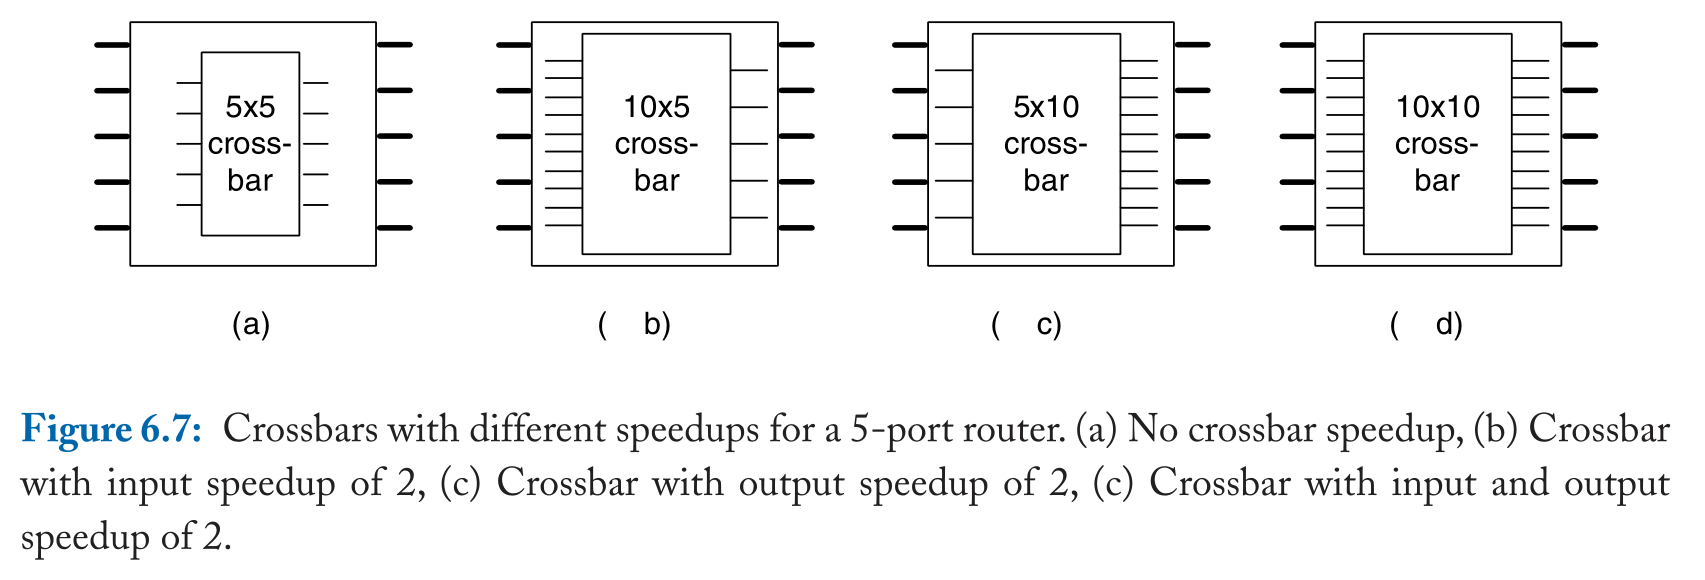 5x5
cross-
bar
10x5
cross-
bar
5x10
cross-
bar
10x10
cross-
bar
(a)
( b)
( c)
( d)
Figure 6.7: Crossbars with different speedups for a 5-port router. (a) No crossbar speedup, (b) Crossbar
with input speedup of 2, (c) Crossbar with output speedup of 2, (c) Crossbar with input and output
speedup of 2.